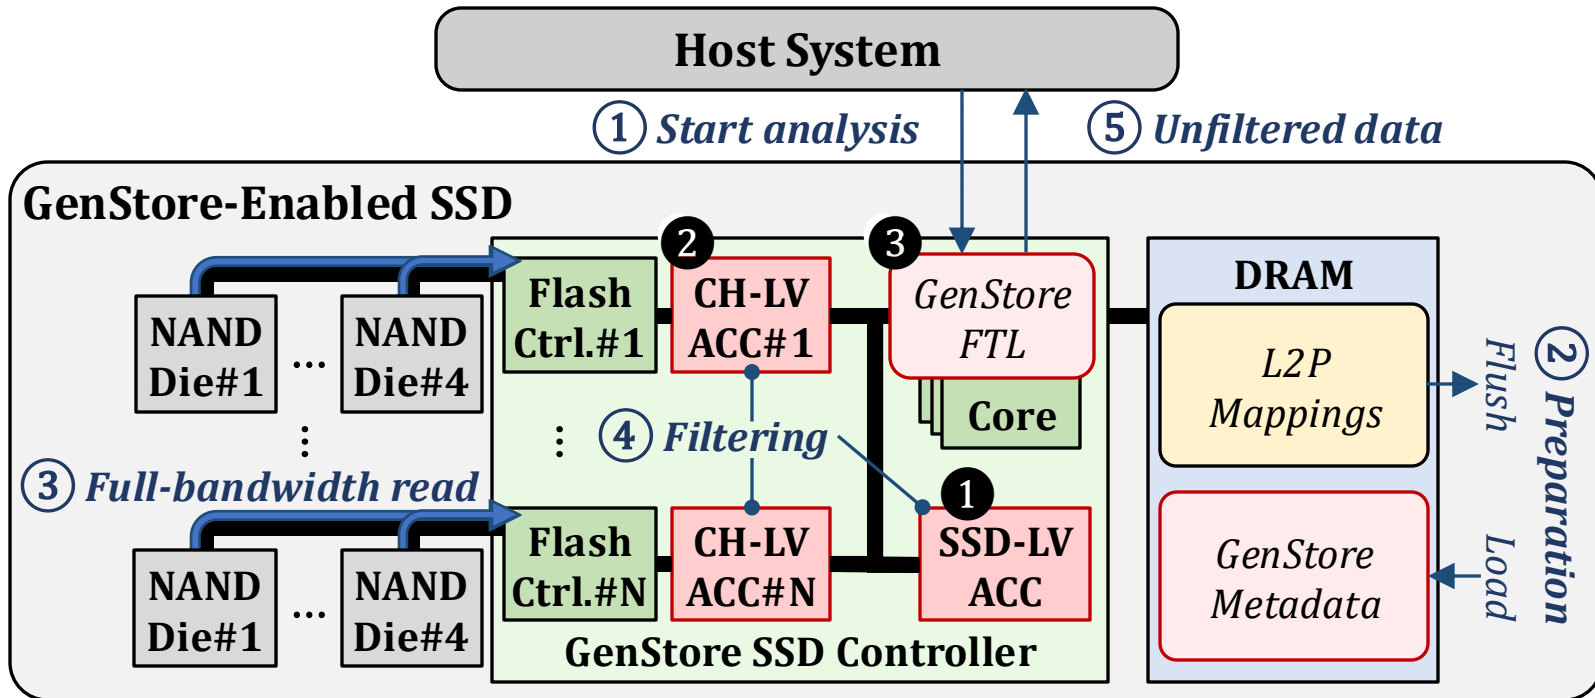 Host System
① Start analysis
⑤ Unfiltered data
GenStore-Enabled SSD
❷
❸
NAND
Die#1
...
NAND
Die#4
Flash
Ctrl.#1
CH-LV
ACC#1
GenStore
FTL
Core
DRAM
L2P
Mappings
Flush
② Preparation
⋮
⋮
④ Filtering
③ Full-bandwidth read
❶
NAND
Die#1
...
NAND
Die#4
Flash
Ctrl.#N
CH-LV
ACC#N
SSD-LV
ACC
GenStore
Metadata
Load
GenStore SSD Controller